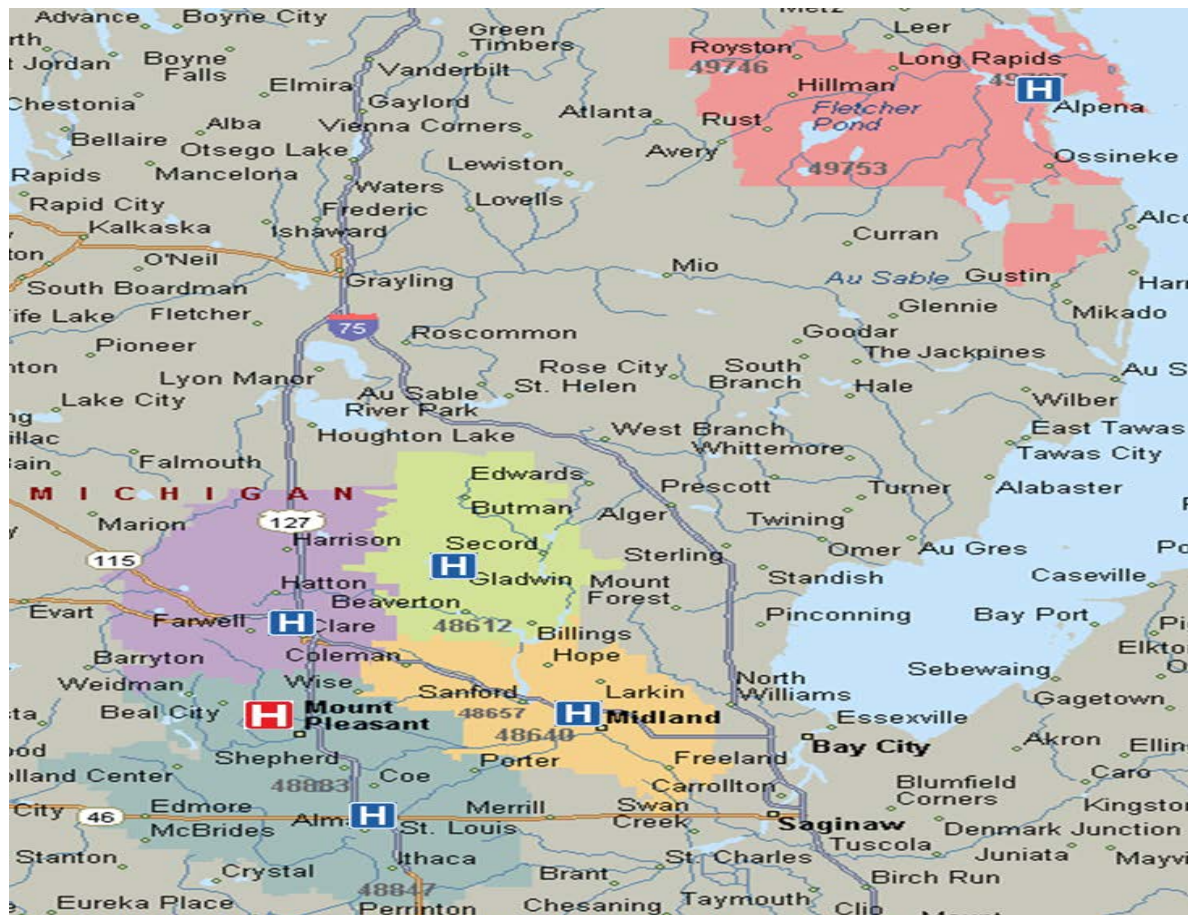 Advance
Boyne City
Metz
Leer
Green
Timbers
Royston
49746
Long Rapids
Jordan
Boyne
Falls
Vanderbilt
Elmira
Hillman
H
Chestonia
Gaylord
Atlanta
Fletcher
Pond
Alpena
Alba
Vienna Corners
Rust
Bellaire
Otsego Lake
Avery
Rapids
Mancelona
Lewiston
49753
Ossineke
Waters
Rapid City
Frederic
Lovells
Kalkaska
Ishaward
Curran
O'Neil
Mio
Grayling
Au Sable
Gustin
South Boardman
Glennie
Fletcher
Mikado
75
Roscommon
Goodar
Pioneer
The Jackpines
Rose City
South
Branch
Lyon Manor
Au Sable
River Park
St. Helen
Hale
Lake City
Wilber
Houghton Lake
West Branch
East Tawas
Whittemore
Tawas City
Falmouth
Edwards
MICHIGAN
Prescott
Turner
Alabaster
Marion
127
Butman
Alger
Twining
Harrison
Secord
Sterling
Omer
Au Gres
115
H
Gladwin
Standish
Caseville
Hatton
Mount
Forest
Evart
Beaverton
Pinconning
Bay Port
Farwell
H
Clare
48612
Billings
Barryton
Coleman
Hope
Sebewaing
Weidman
Wise
Sanford
Larkin
North
Williams
Gagetown
Beal City
H
Mount
Pleasant
48657
H
Midland
Essexville
48640
Bay City
Akron
Shepherd
Porter
Freeland
48883
Coe
Carrollton
Caro
Blumfield
Corners
City
46
Edmore
H
Merrill
Swan
Creek
Kingston
McBrides
St. Louis
Saginaw
Denmark Junction
Stanton
Ithaca
Tuscola
Juniata
Crystal
St. Charles
48847
Brant
Birch Run
Eureka Place
Perrinton
Chesaning
Taymouth
Clio